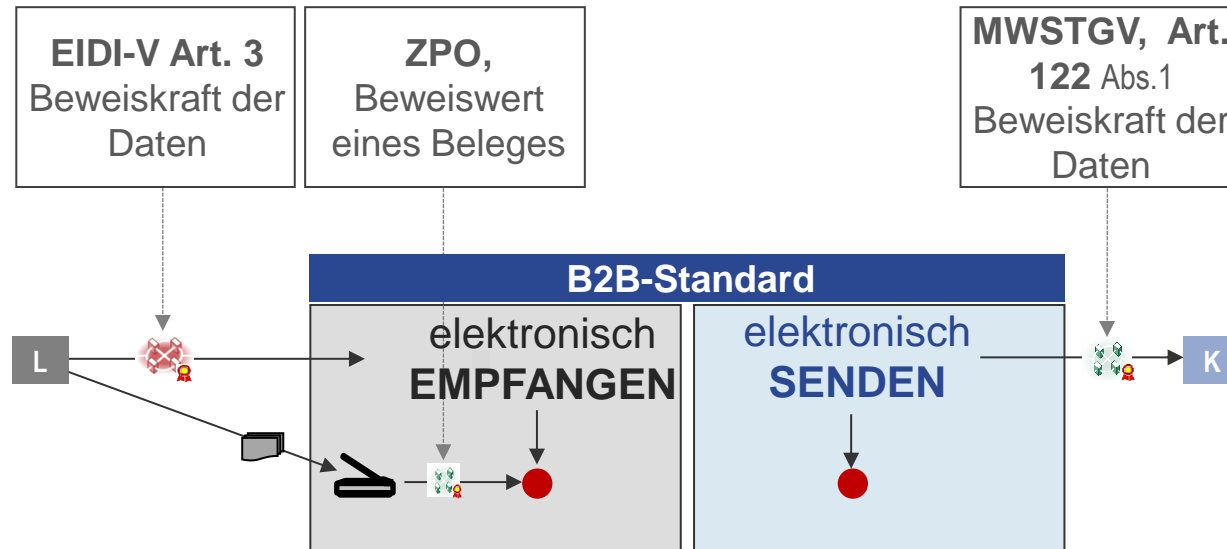 EIDI-V Art. 3
Beweiskraft der
Daten
ZPO,
Beweiswert
eines Beleges
MWSTGV, Art.
122 Abs.1
Beweiskraft der
Daten
B2B-Standard
elektronisch
EMPFANGEN
elektronisch
SENDEN
L
K